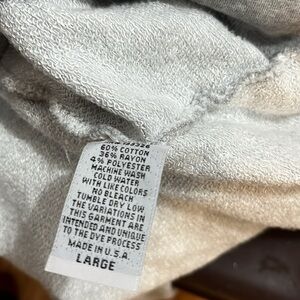 60% COTTON
36% RAYON
4% POLYESTER
MACHINE WASH
COLD WATER
WITH LIKE COLORS
NO BLEACH
TUMBLE DRY LOW
THE VARIATIONS IN
THIS GARMENT ARE
INTENDED AND UNIQUE
TO THE DYE PROCESS
MADE IN U.S.A.
LARGE